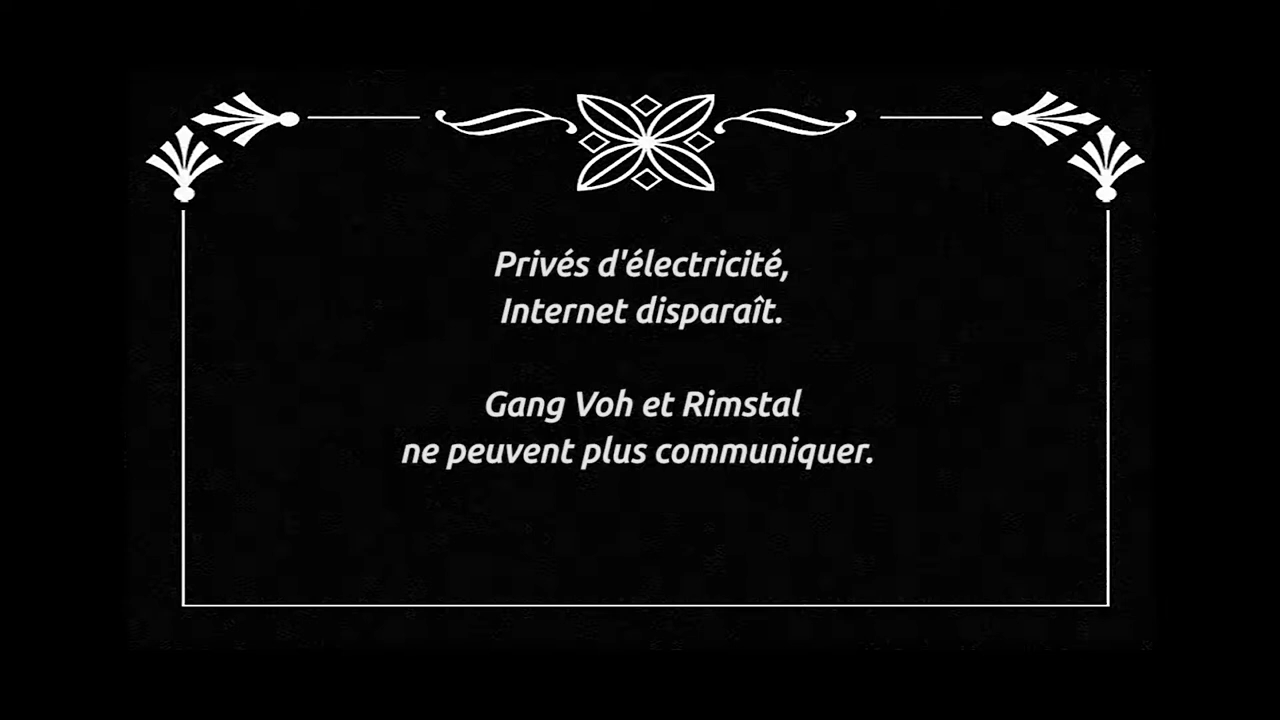 Privés d'électricité,
Internet disparaît.
Gang Voh et Rimstal
ne peuvent plus communiquer.